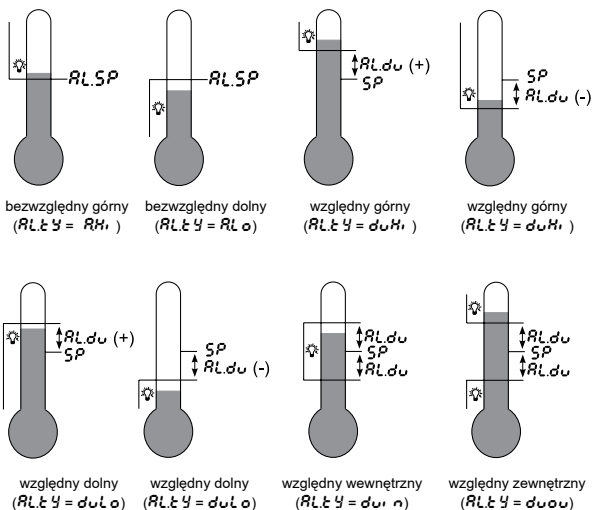 AL.SP
AL.SP
AL.du (+)
SP
SP
AL.du (-)
bezwzględny górny
(AL.tY = AHi )
bezwzględny dolny
(AL.tY = ALo)
względny górny
(AL.tY = duHi )
względny górny
(AL.tY = duHi )
AL.du (+)
SP
SP
AL.du (-)
AL.du
SP
AL.du
AL.du
SP
AL.du
względny dolny
(AL.tY = duLo)
względny dolny
(AL.tY = duLo)
względny wewnętrzny
(AL.tY = duin)
względny zewnętrzny
(AL.tY = duou)